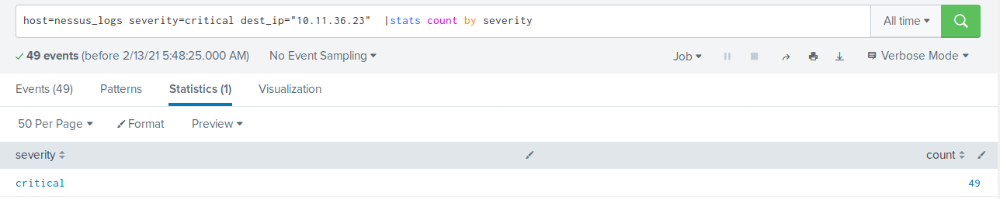 host=nessus_logs severity=critical dest_ip="10.11.36.23"  |stats count by severity
All time
49 events (before 2/13/21 5:48:25.000 AM)
No Event Sampling
Job
Verbose Mode
Events (49)
Patterns
Statistics (1)
Visualization
50 Per Page
Format
Preview
severity
count
critical
49